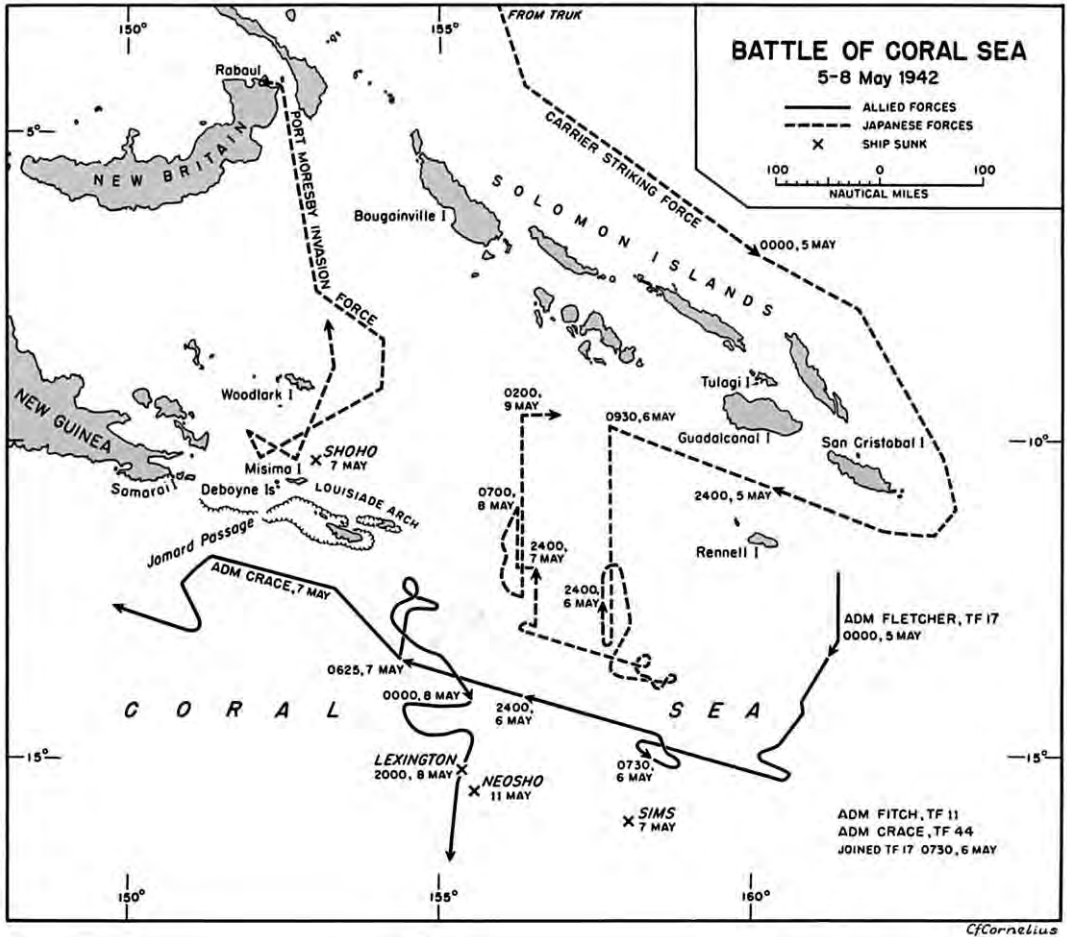 150°
155°
FROM TRUK
BATTLE OF CORAL SEA
5-8 May 1942
ALLIED FORCES
JAPANESE FORCES
× SHIP SUNK
100 0 100
NAUTICAL MILES
Rabaul
5°
NEW BRITAIN
PORT MORESBY INVASION
FORCE
CARRIER STRIKING FORCE
Bougainville I
SOLOMON ISLANDS
0000, 5 MAY
Woodlark I
NEW GUINEA
Tulagi I
Guadalcanal I
San Cristobal I
10°
0200,
9 MAY
0930, 6 MAY
SHOHO
7 MAY
Misima I
Samarai I
Deboyne Is
LOUISIADE ARCH
Jomard Passage
0700,
8 MAY
2400, 5 MAY
Rennell I
2400,
7 MAY
2400,
6 MAY
ADM CRACE, 7 MAY
ADM FLETCHER, TF 17
0000, 5 MAY
0625, 7 MAY
0000, 8 MAY
2400,
6 MAY
CORAL SEA
15°
15°
LEXINGTON
2000, 8 MAY
NEOSHO
11 MAY
0730,
6 MAY
SIMS
7 MAY
ADM FITCH, TF 11
ADM CRACE, TF 44
JOINED TF 17 0730, 6 MAY
150°
155°
160°
CfCornelius